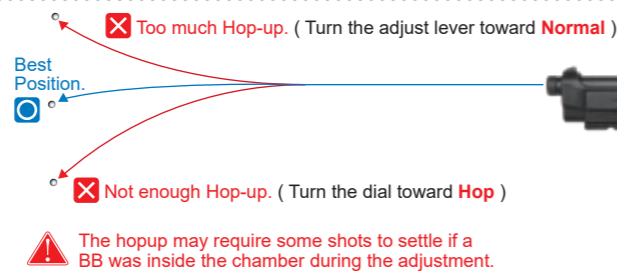 Too much Hop-up. ( Turn the adjust lever toward Normal )
Best
Position.
Not enough Hop-up. ( Turn the dial toward Hop )
The hopup may require some shots to settle if a
BB was inside the chamber during the adjustment.